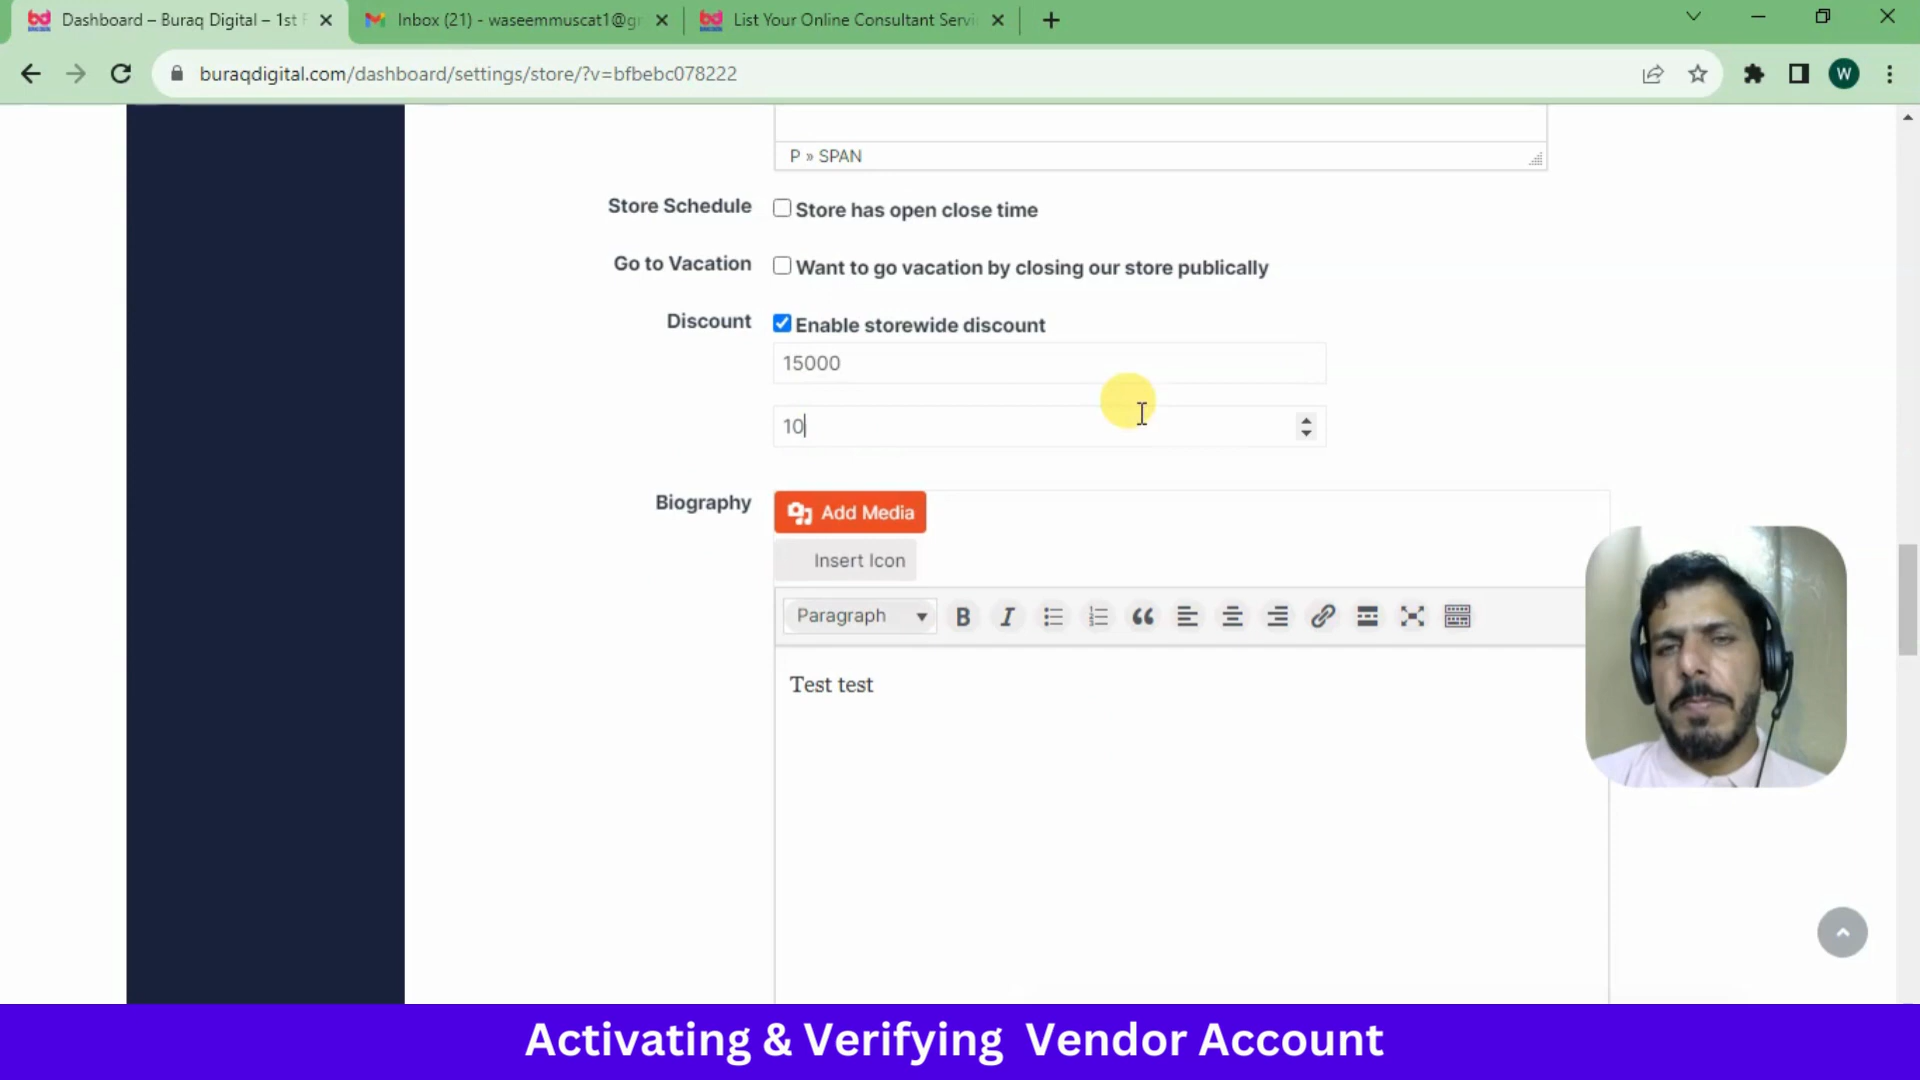 Dashboard – Buraq Digital – 1st
Inbox (21) - waseemmuscat1@g
List Your Online Consultant Servi
buraqdigital.com/dashboard/settings/store/?v=bfbebc078222
W
P » SPAN
Store Schedule
Store has open close time
Go to Vacation
Want to go vacation by closing our store publically
Discount
Enable storewide discount
15000
10
Biography
Add Media
Insert Icon
Paragraph
B
I
Test test
Activating & Verifying Vendor Account